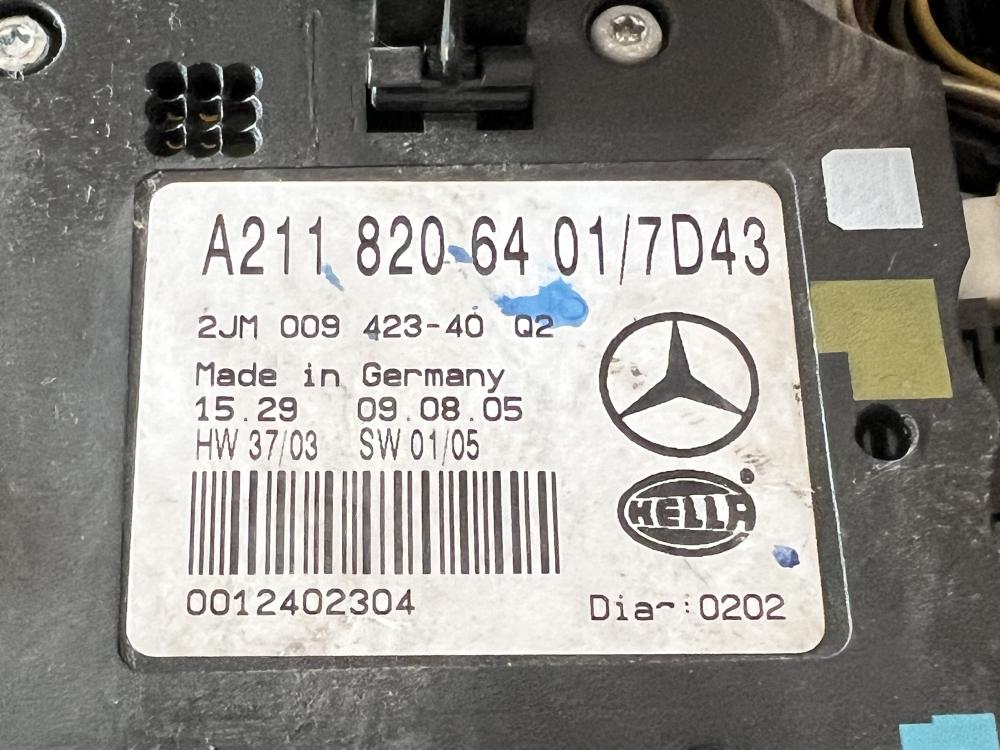 A211 820 64 01/7D43
2JM 009 423-40 Q2
Made in Germany
15.29 09.08.05
HW 37/03 SW 01/05
HELLA
0012402304
Dia~:0202